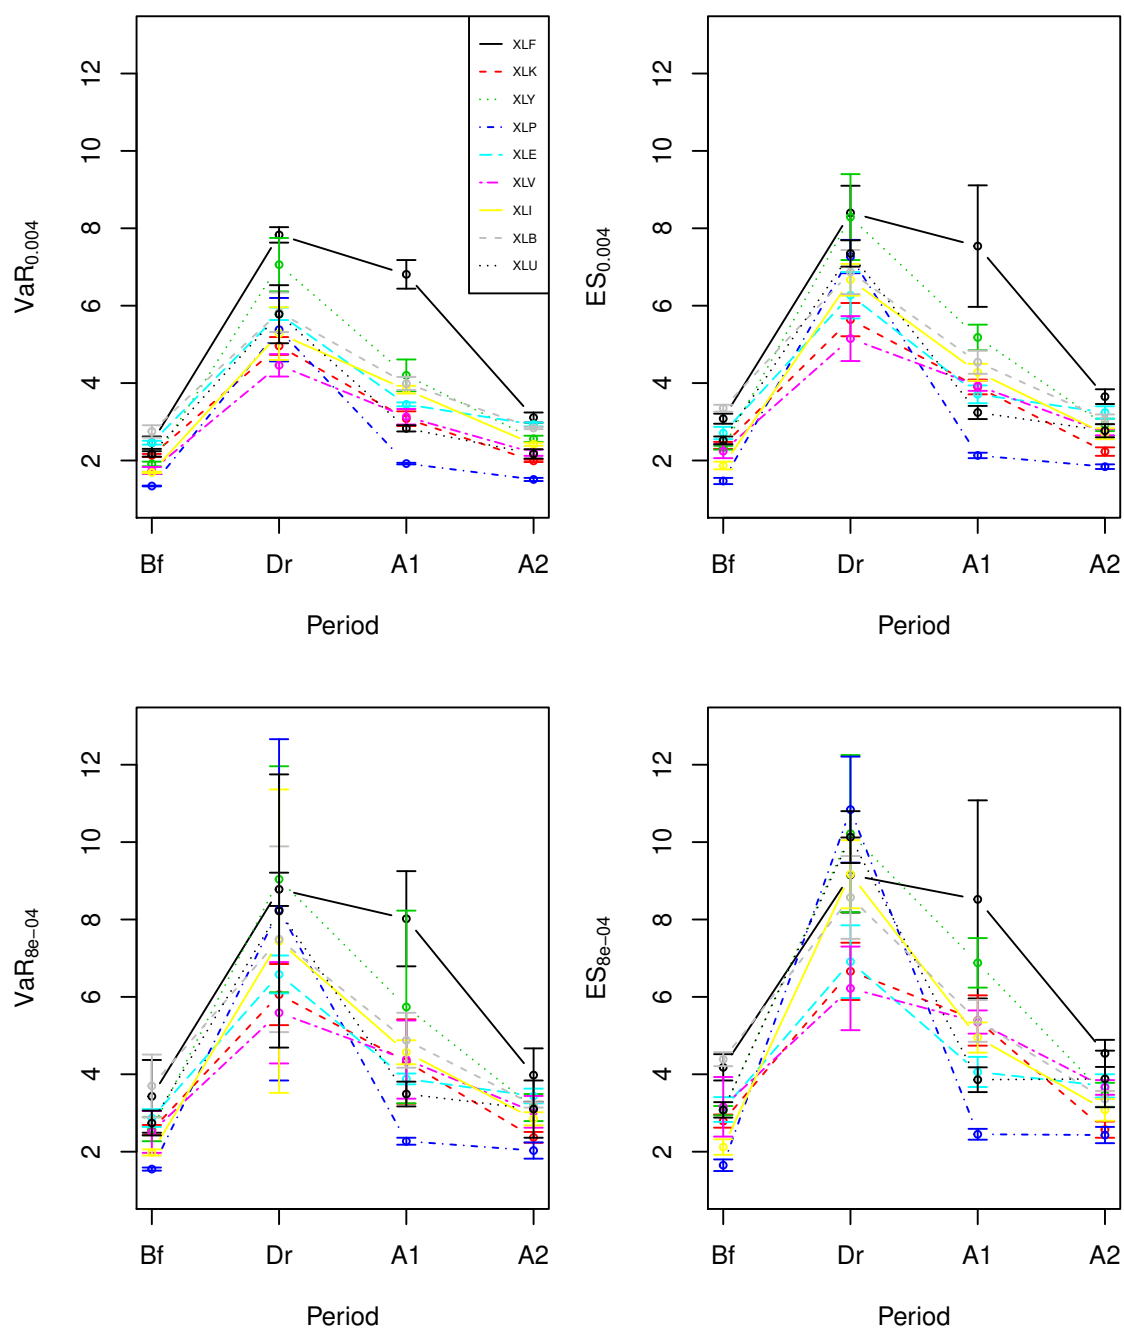 12
10
8
6
4
2
VaR0.004
Bf Dr A1 A2
Period
XLF
XLK
XLY
XLP
XLE
XLV
XLI
XLB
XLU
12
10
8
6
4
2
ES0.004
Bf Dr A1 A2
Period
12
10
8
6
4
2
VaR8e−04
Bf Dr A1 A2
Period
12
10
8
6
4
2
ES8e−04
Bf Dr A1 A2
Period